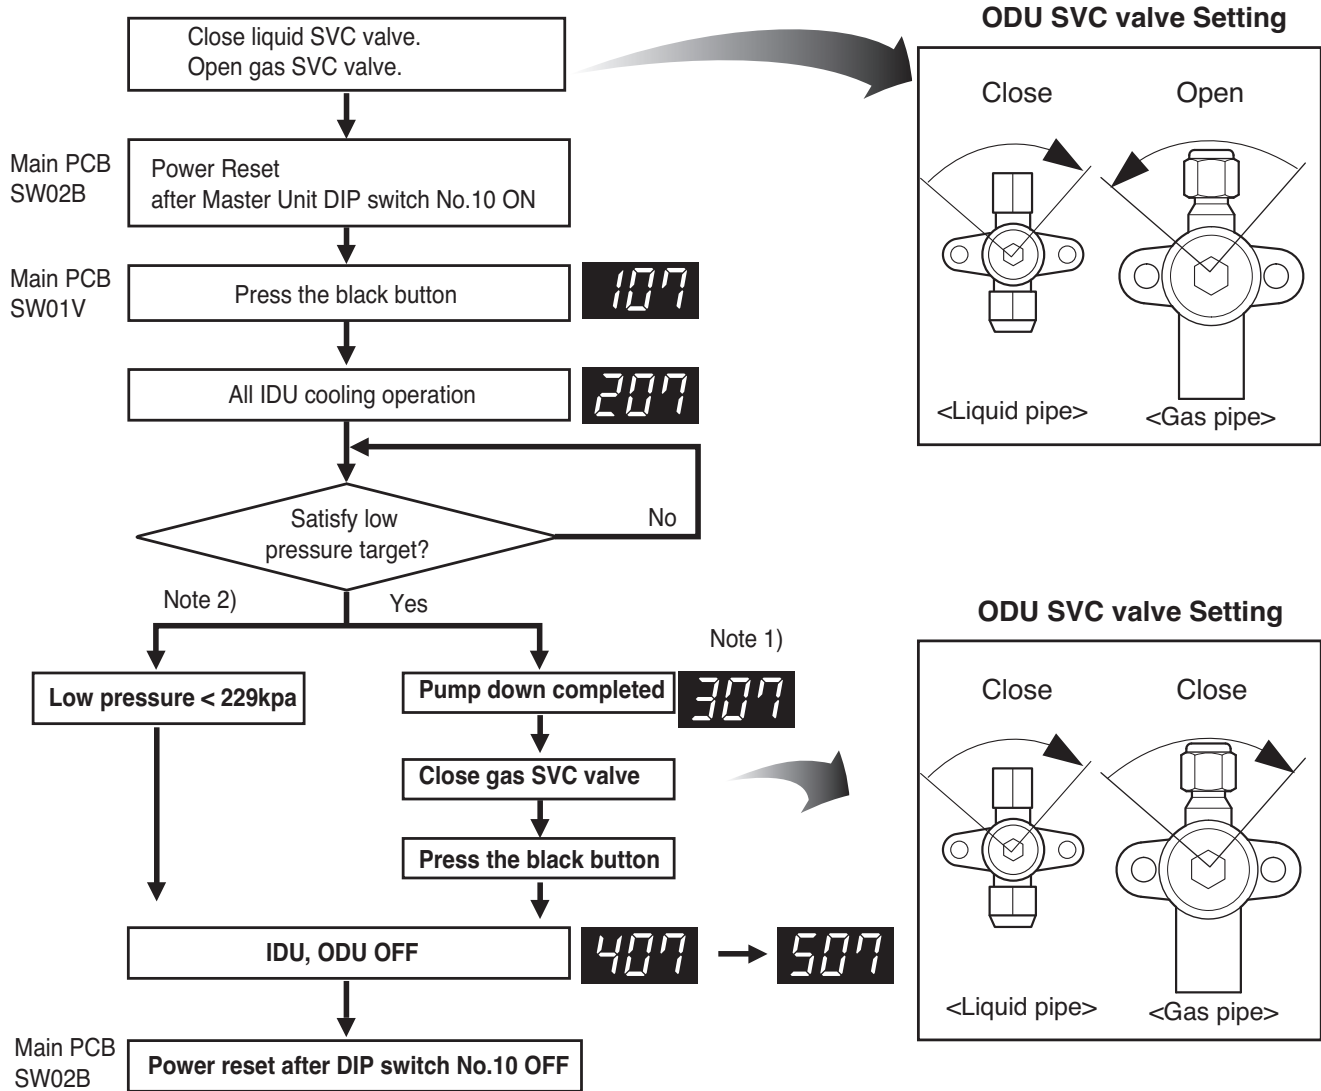 ODU SVC valve Setting
Close liquid SVC valve.
Open gas SVC valve.
Close
Open
<Liquid pipe>
<Gas pipe>
Main PCB
SW02B
Power Reset
after Master Unit DIP switch No.10 ON
Main PCB
SW01V
Press the black button
107
All IDU cooling operation
207
Satisfy low
pressure target?
No
Note 2)
Yes
Note 1)
Low pressure < 229kpa
Pump down completed
307
Close gas SVC valve
Press the black button
ODU SVC valve Setting
Close
Close
<Liquid pipe>
<Gas pipe>
IDU, ODU OFF
407
507
Main PCB
SW02B
Power reset after DIP switch No.10 OFF